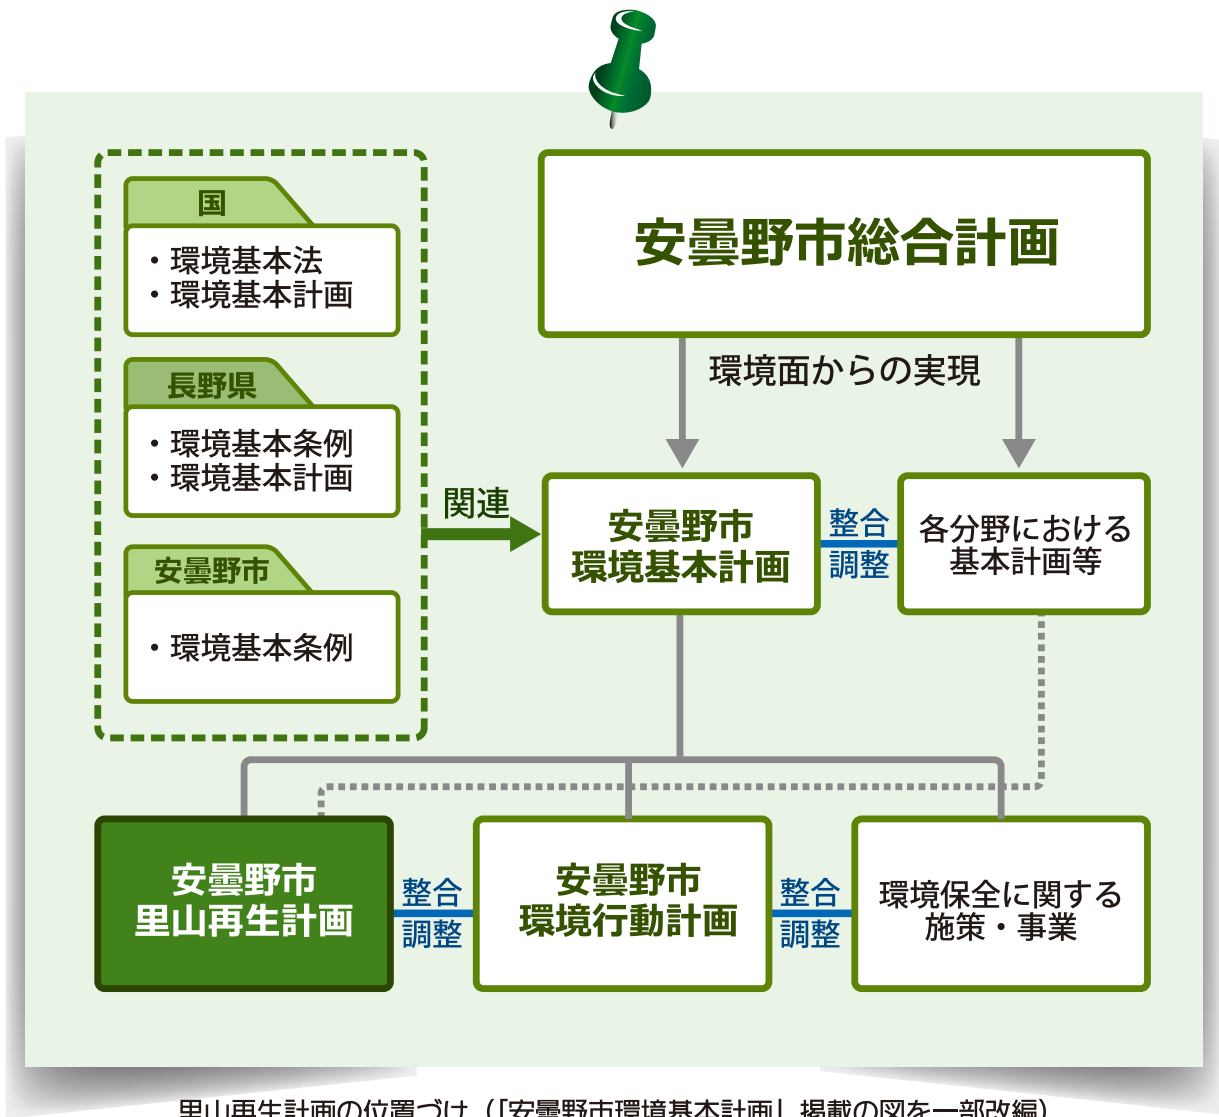 国
・環境基本法
・環境基本計画
長野県
・環境基本条例
・環境基本計画
安曇野市
・環境基本条例
関連
安曇野市総合計画
環境面からの実現
安曇野市
環境基本計画
整合
調整
各分野における
基本計画等
安曇野市
里山再生計画
整合
調整
安曇野市
環境行動計画
整合
調整
環境保全に関する
施策・事業
里山再生計画の位置づけ（「安曇野市環境基本計画」掲載の図を一部改編）